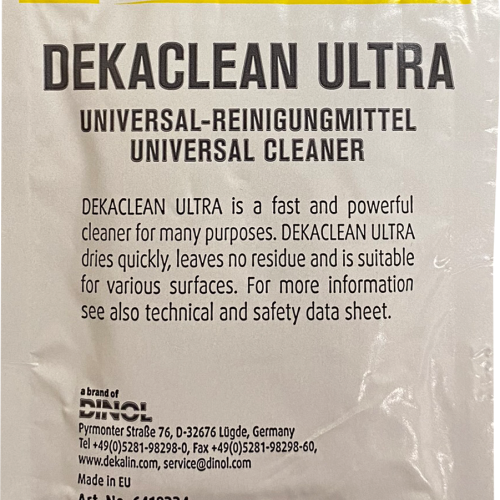 DEKACLEAN ULTRA
UNIVERSAL-REINIGUNGMITTEL
UNIVERSAL CLEANER
DEKACLEAN ULTRA is a fast and powerful
cleaner for many purposes. DEKACLEAN ULTRA
dries quickly, leaves no residue and is suitable
for various surfaces. For more information
see also technical and safety data sheet.
a brand of
DINOL
Pyrmonter Straße 76, D-32676 Lügde, Germany
Tel +49(0)5281-98298-0, Fax +49(0)5281-98298-60,
www.dekalin.com, service@dinol.com
Made in EU
Art. No.